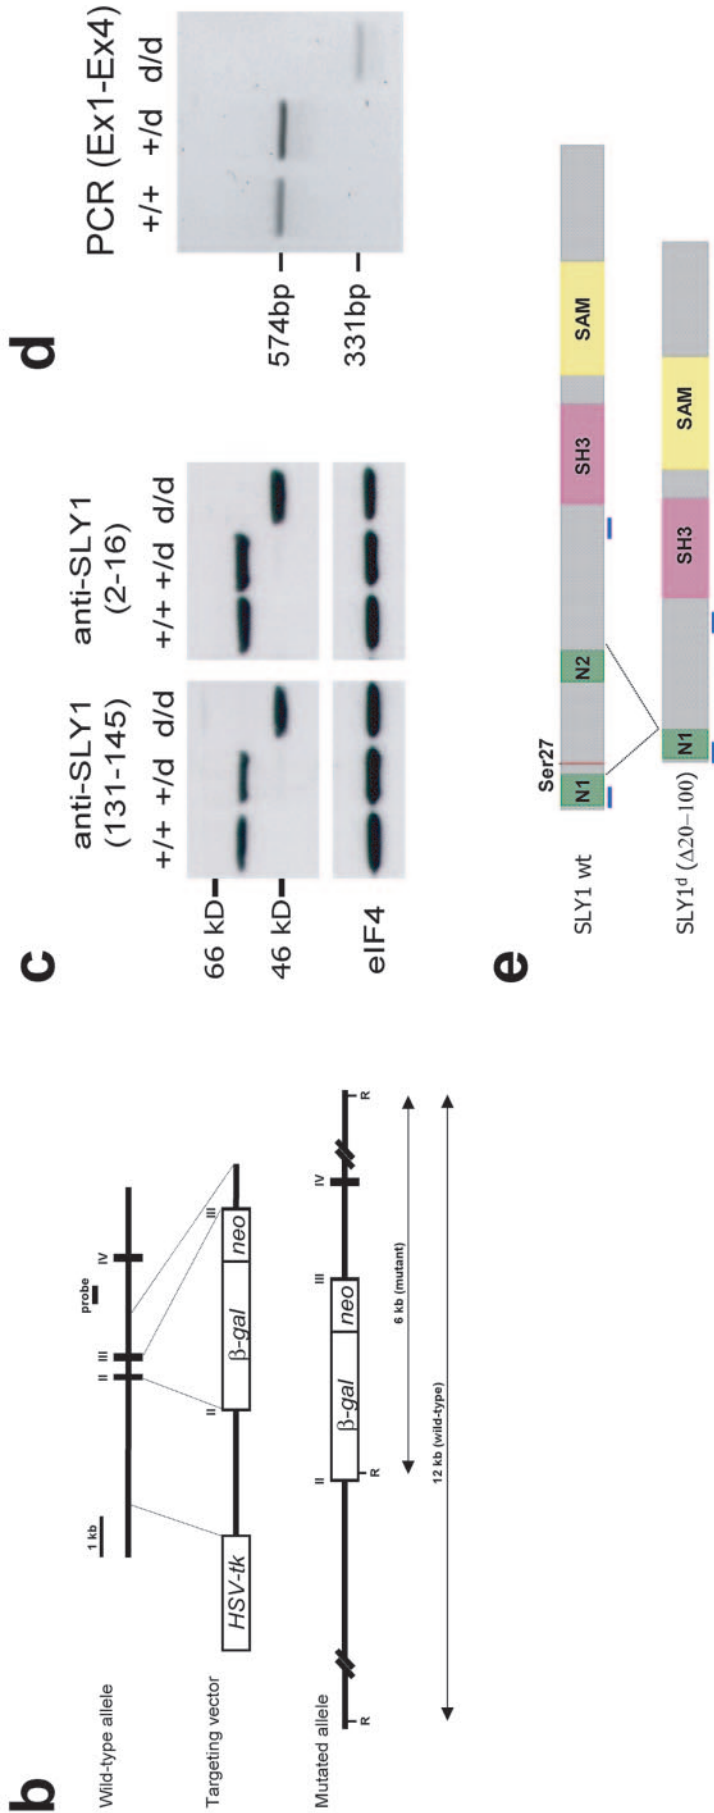 b
Wild-type allele
1 kb
II
III
probe
IV
Targeting vector
HSV-tk
II
β-gal
neo
III
Mutated allele
R
II
R
β-gal
neo
III
IV
R
6 kb (mutant)
12 kb (wild-type)
c
anti-SLY1
(131-145)
anti-SLY1
(2-16)
+/+ +/d d/d
+/+ +/d d/d
66 kD
46 kD
eIF4
d
PCR (Ex1-Ex4)
+/+ +/d d/d
574bp
331bp
e
Ser27
SLY1 wt
N1
N2
SH3
SAM
SLY1ᵈ (Δ20–100)
N1
SH3
SAM